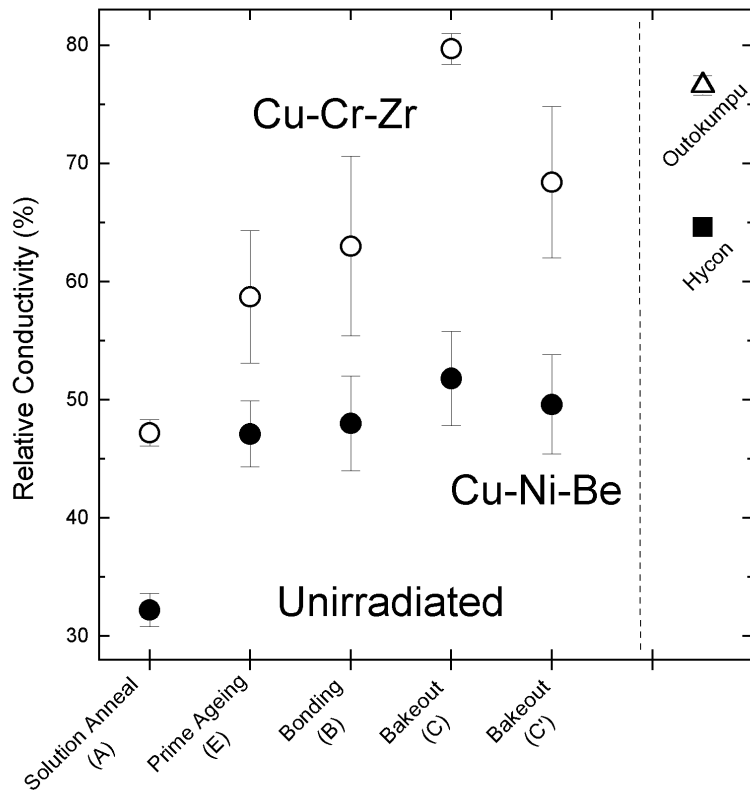 80
70
60
50
40
30
Relative Conductivity (%)
Cu-Cr-Zr
Cu-Ni-Be
Unirradiated
Outokumpu
Hycon
Solution Anneal
(A)
Prime Ageing
(E)
Bonding
(B)
Bakeout
(C)
Bakeout
(C')